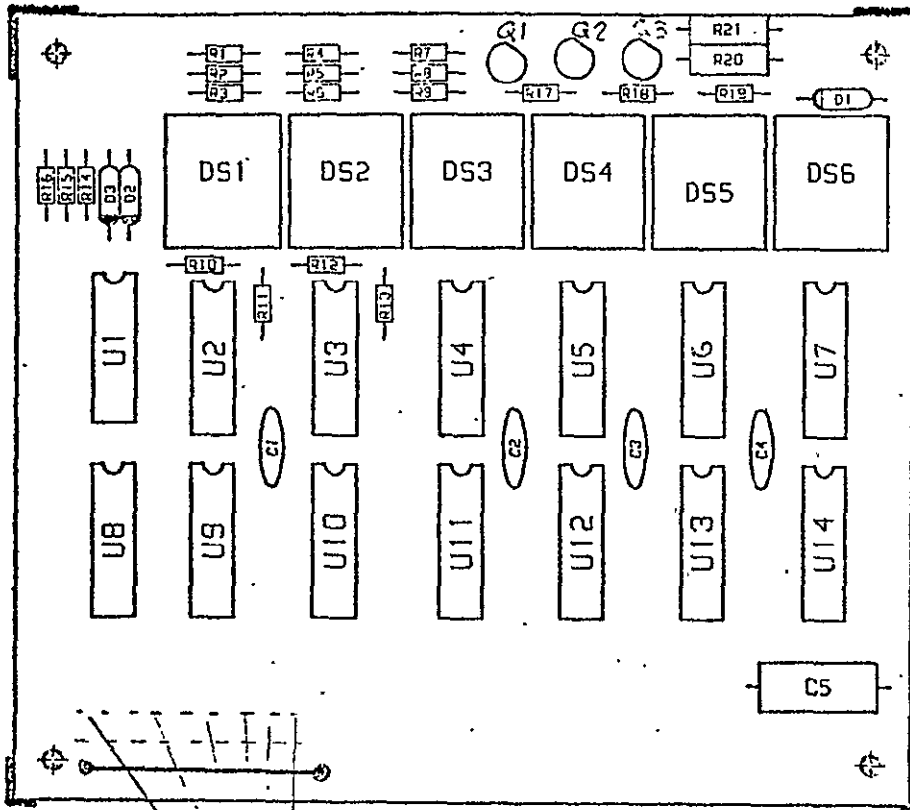 Q1 Q2 Q3 R21
R1 R4 R7 R20
R2 R5 R8
R3 R6 R9 R17 R18 R19 D1
DS1 DS2 DS3 DS4 DS5 DS6
R16 R15 R14 D3 D2
R10 R12
R11 R13
U1 U2 U3 U4 U5 U6 U7
C1 C2 C3 C4
U8 U9 U10 U11 U12 U13 U14
C5